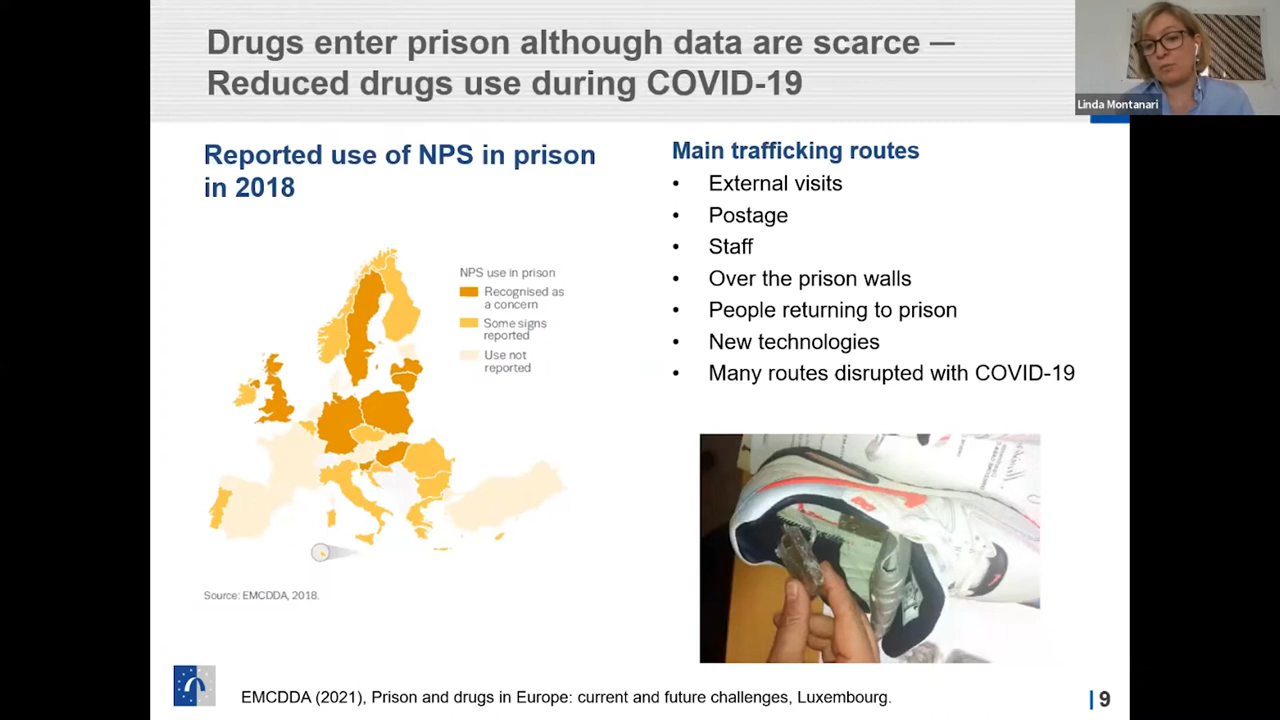 Drugs enter prison although data are scarce —
Reduced drugs use during COVID-19
Linda Montanari
Reported use of NPS in prison
in 2018
NPS use in prison
Recognised as
a concern
Some signs
reported
Use not
reported
Source: EMCDDA, 2018.
Main trafficking routes
• External visits
• Postage
• Staff
• Over the prison walls
• People returning to prison
• New technologies
• Many routes disrupted with COVID-19
EMCDDA (2021), Prison and drugs in Europe: current and future challenges, Luxembourg.
| 9